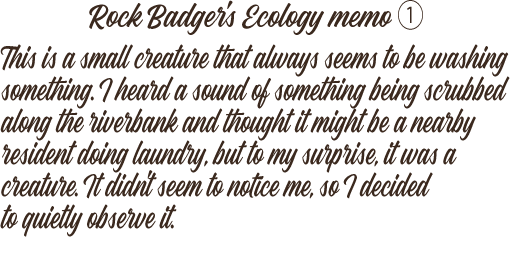 Rock Badger's Ecology memo ①
This is a small creature that always seems to be washing
something. I heard a sound of something being scrubbed
along the riverbank and thought it might be a nearby
resident doing laundry, but to my surprise, it was a
creature. It didn't seem to notice me, so I decided
to quietly observe it.